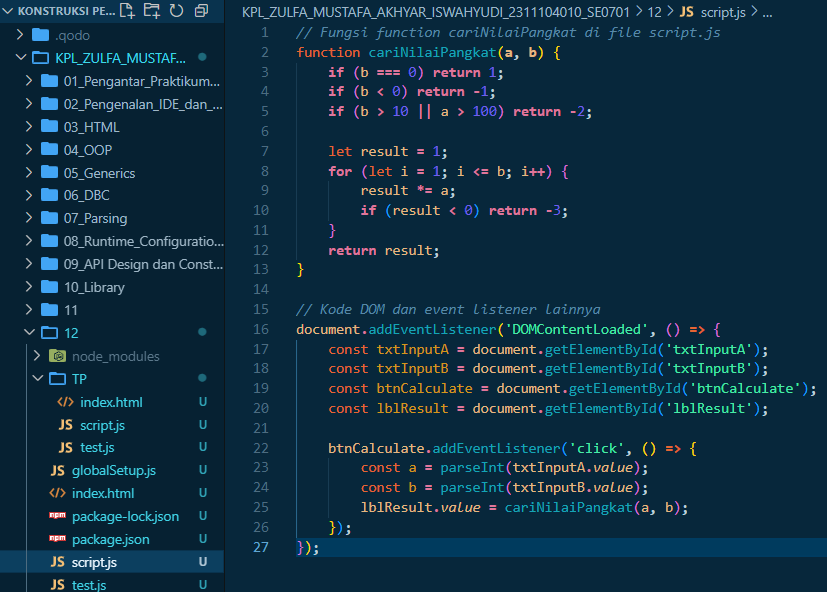 KONSTRUKSI PE...
.qodo
KPL_ZULFA_MUSTAF...
01_Pengantar_Praktikum...
02_Pengenalan_IDE_dan_...
03_HTML
04_OOP
05_Generics
06_DBC
07_Parsing
08_Runtime_Configuratio...
09_API Design dan Const...
10_Library
11
12
node_modules
TP
</> index.html U
JS script.js U
JS test.js U
JS globalSetup.js U
</> index.html U
npm package-lock.json U
npm package.json U
JS script.js U
JS test.js U
KPL_ZULFA_MUSTAFA_AKHYAR_ISWAHYUDI_2311104010_SE0701 > 12 > JS script.js > ...
1 // Fungsi function cariNilaiPangkat di file script.js
2 function cariNilaiPangkat(a, b) {
3     if (b === 0) return 1;
4     if (b < 0) return -1;
5     if (b > 10 || a > 100) return -2;
6
7     let result = 1;
8     for (let i = 1; i <= b; i++) {
9         result *= a;
10         if (result < 0) return -3;
11     }
12     return result;
13 }
14
15 // Kode DOM dan event listener lainnya
16 document.addEventListener('DOMContentLoaded', () => {
17     const txtInputA = document.getElementById('txtInputA');
18     const txtInputB = document.getElementById('txtInputB');
19     const btnCalculate = document.getElementById('btnCalculate');
20     const lblResult = document.getElementById('lblResult');
21
22     btnCalculate.addEventListener('click', () => {
23         const a = parseInt(txtInputA.value);
24         const b = parseInt(txtInputB.value);
25         lblResult.value = cariNilaiPangkat(a, b);
26     });
27 });